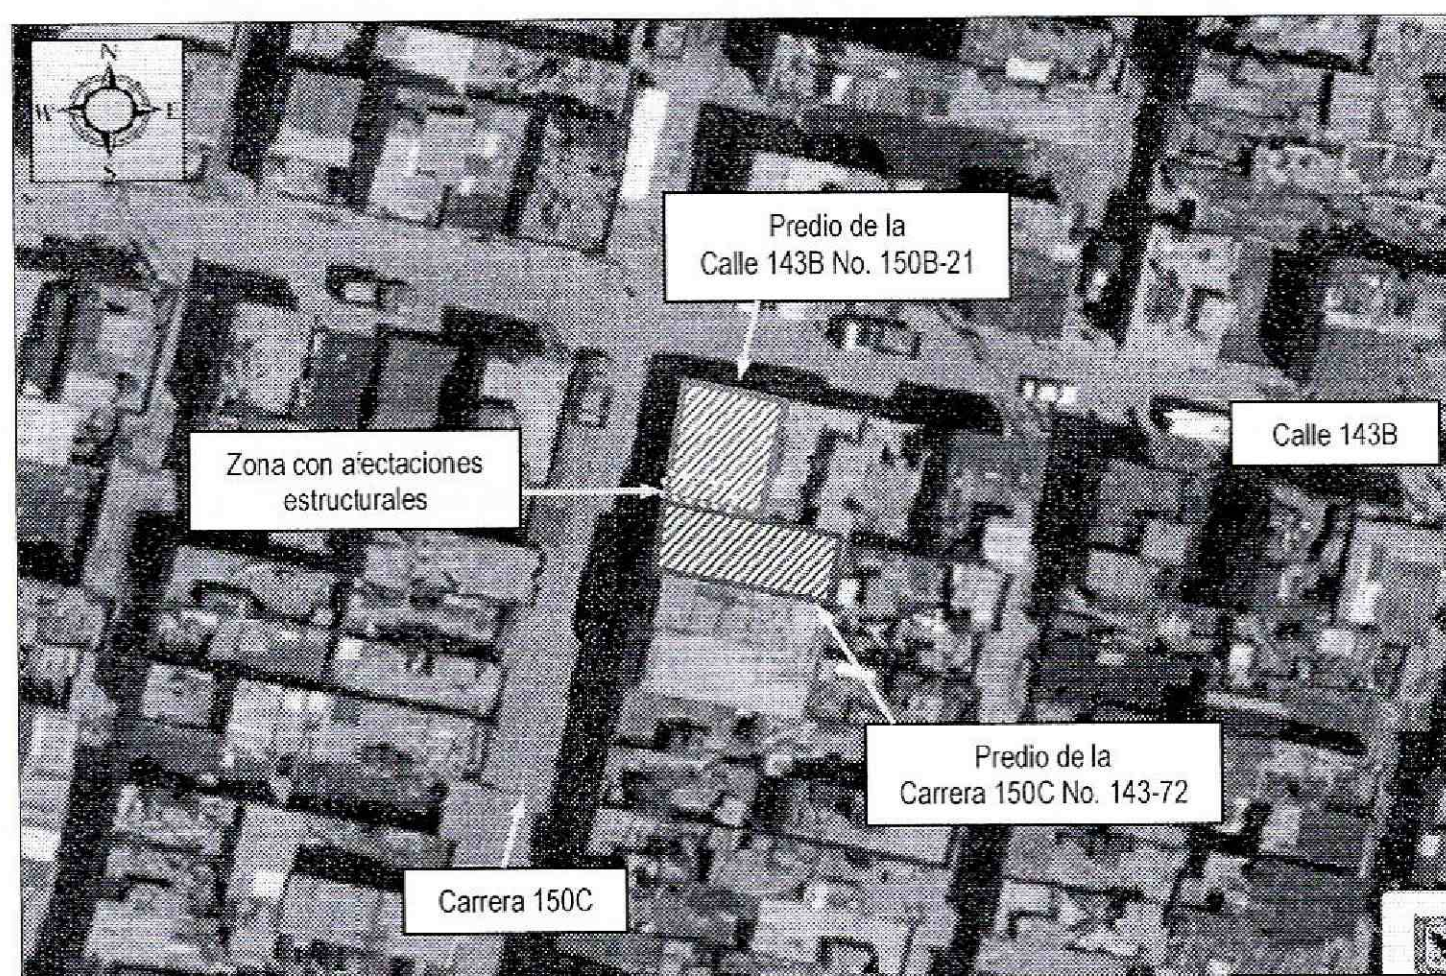 N
W E
S
Predio de la
Calle 143B No. 150B-21
Calle 143B
Zona con afectaciones
estructurales
Predio de la
Carrera 150C No. 143-72
Carrera 150C